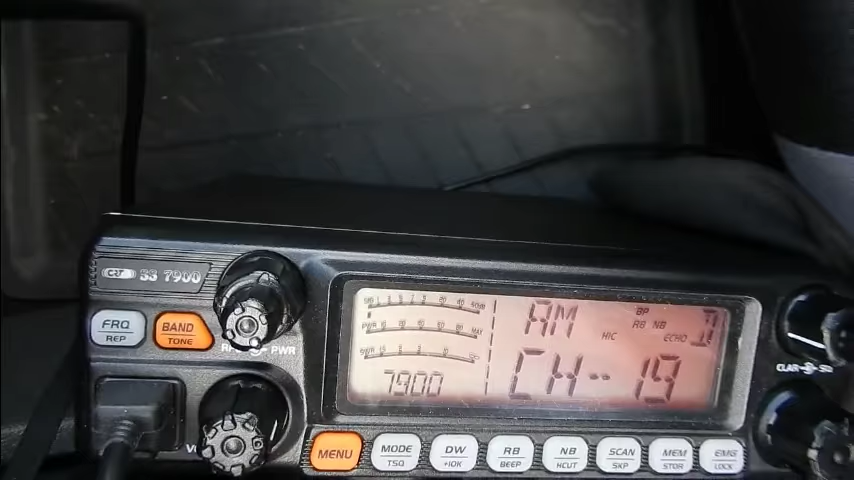 CRT SS 7900
FRQ
REP
BAND
TONE
PWR
AM
BP
RB NB
HIC
ECHO
D
7900
CH--19
CLAR
MENU
MODE
TSQ
DW
+10K
RB
BEEP
NB
HCUT
SCAN
SKP
MEM
STOR
EMG
LOCK